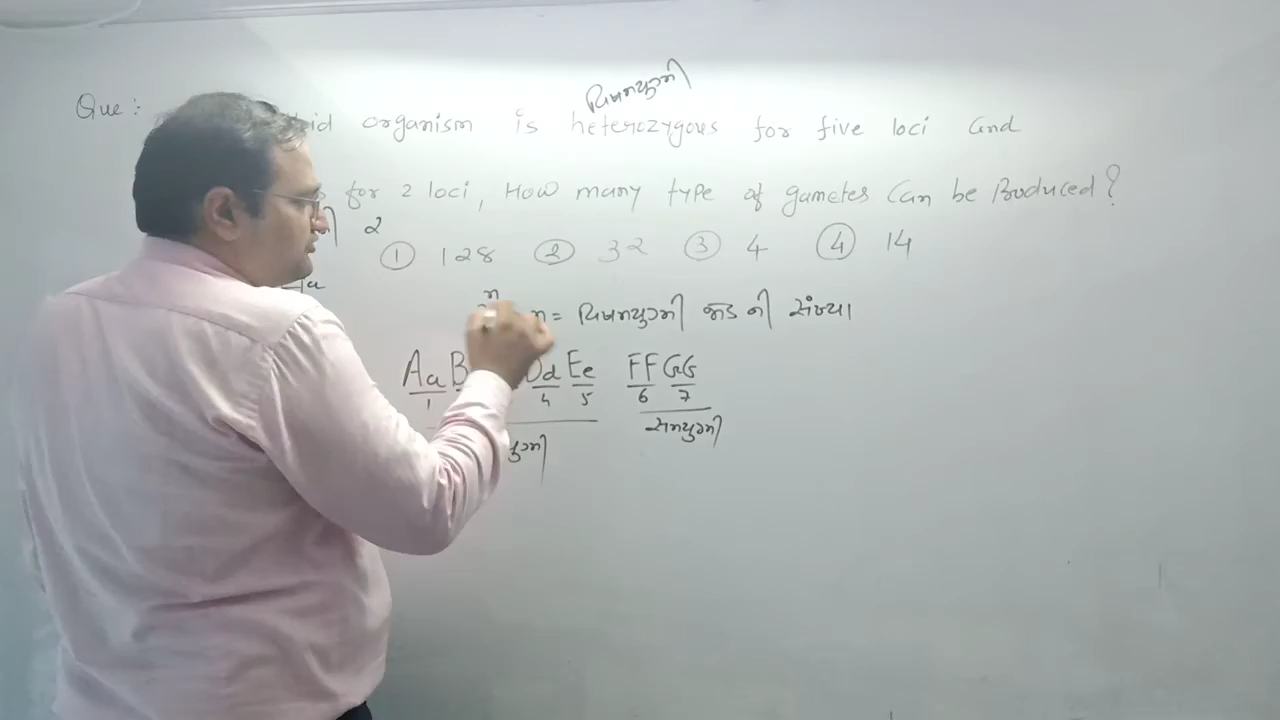 વિષમયુગ્મી
Que :- organism is heterozygous for five loci and
for 2 loci, How many type of gametes can be Produced?
2
① 128 ② 32 ③ 4 ④ 14
n n = વિષમયુગ્મી જોડ ની સંખ્યા
Aa B Dd Ee FF GG
1 4 5 6 7
સમયુગ્મી